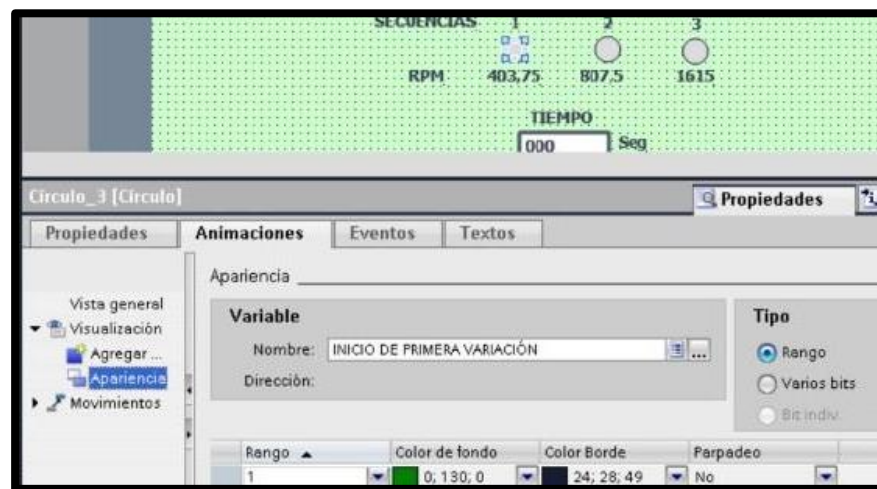 SECUENCIAS 1 2 3
RPM 403,75 807.5 1615
TIEMPO
000 Seg
Círculo_3 [Círculo]
Propiedades
Propiedades Animaciones Eventos Textos
Apariencia
Vista general
Visualización
Agregar ...
Apariencia
Movimientos
Variable
Nombre: INICIO DE PRIMERA VARIACIÓN ...
Dirección:
Tipo
Rango
Varios bits
Bit indiv.
Rango Color de fondo Color Borde Parpadeo
1 0; 130; 0 24; 28; 49 No